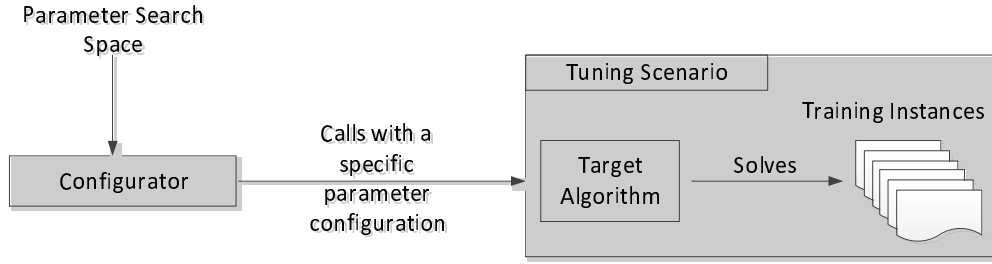 Parameter Search
Space
Configurator
Calls with a
specific
parameter
configuration
Tuning Scenario
Target
Algorithm
Solves
Training Instances